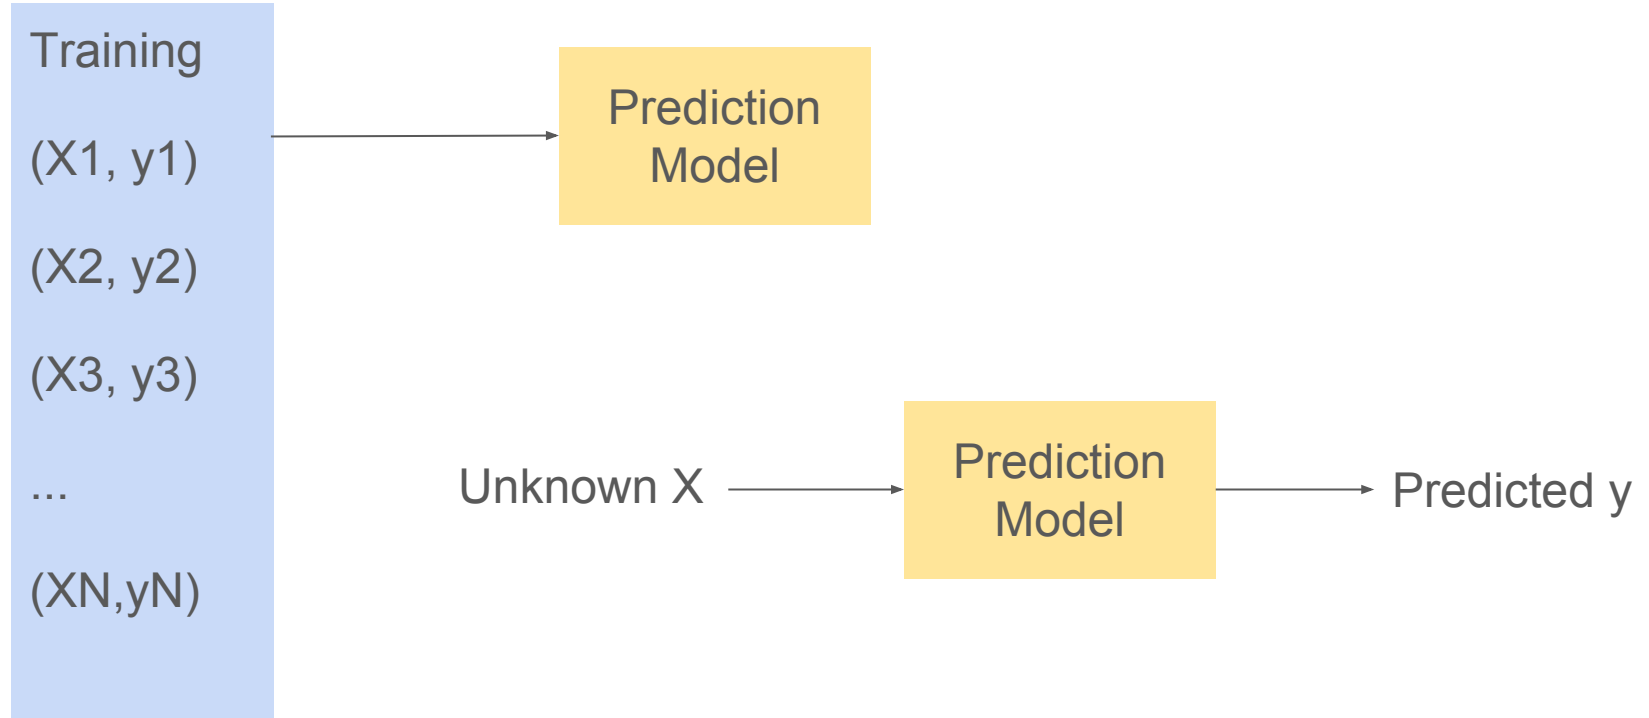 Training
(X1, y1)
(X2, y2)
(X3, y3)
...
(XN,yN)
Prediction
Model
Unknown X
Prediction
Model
Predicted y